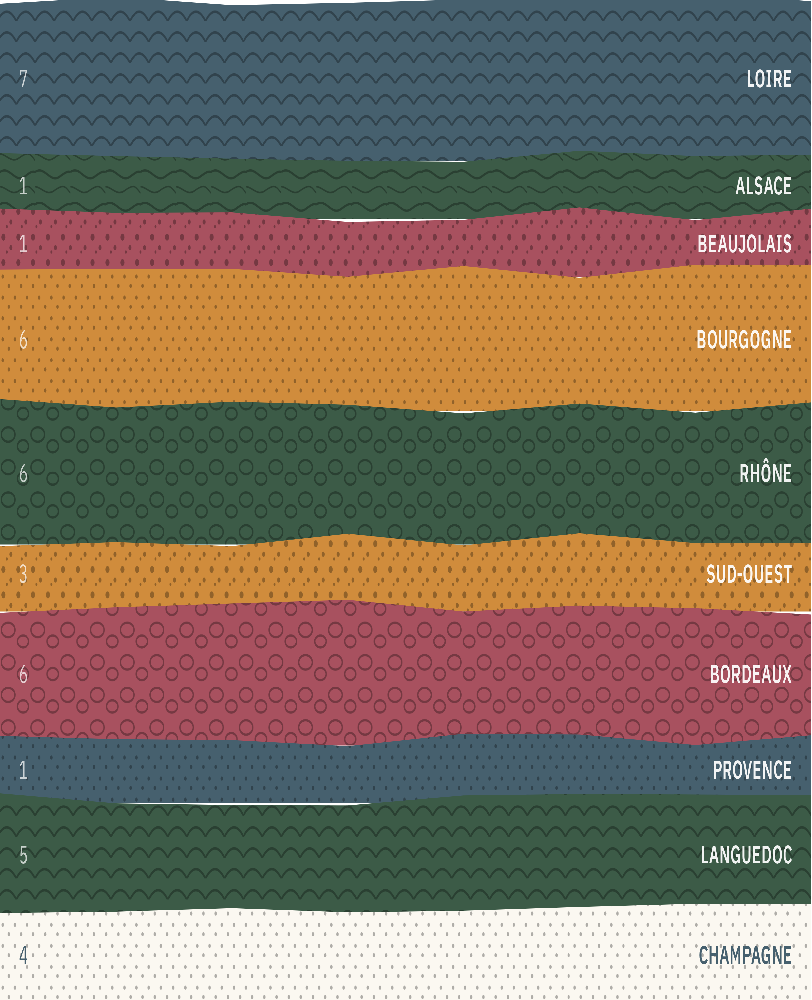 7 LOIRE
1 ALSACE
1 BEAUJOLAIS
6 BOURGOGNE
6 RHÔNE
3 SUD-OUEST
6 BORDEAUX
1 PROVENCE
5 LANGUEDOC
4 CHAMPAGNE